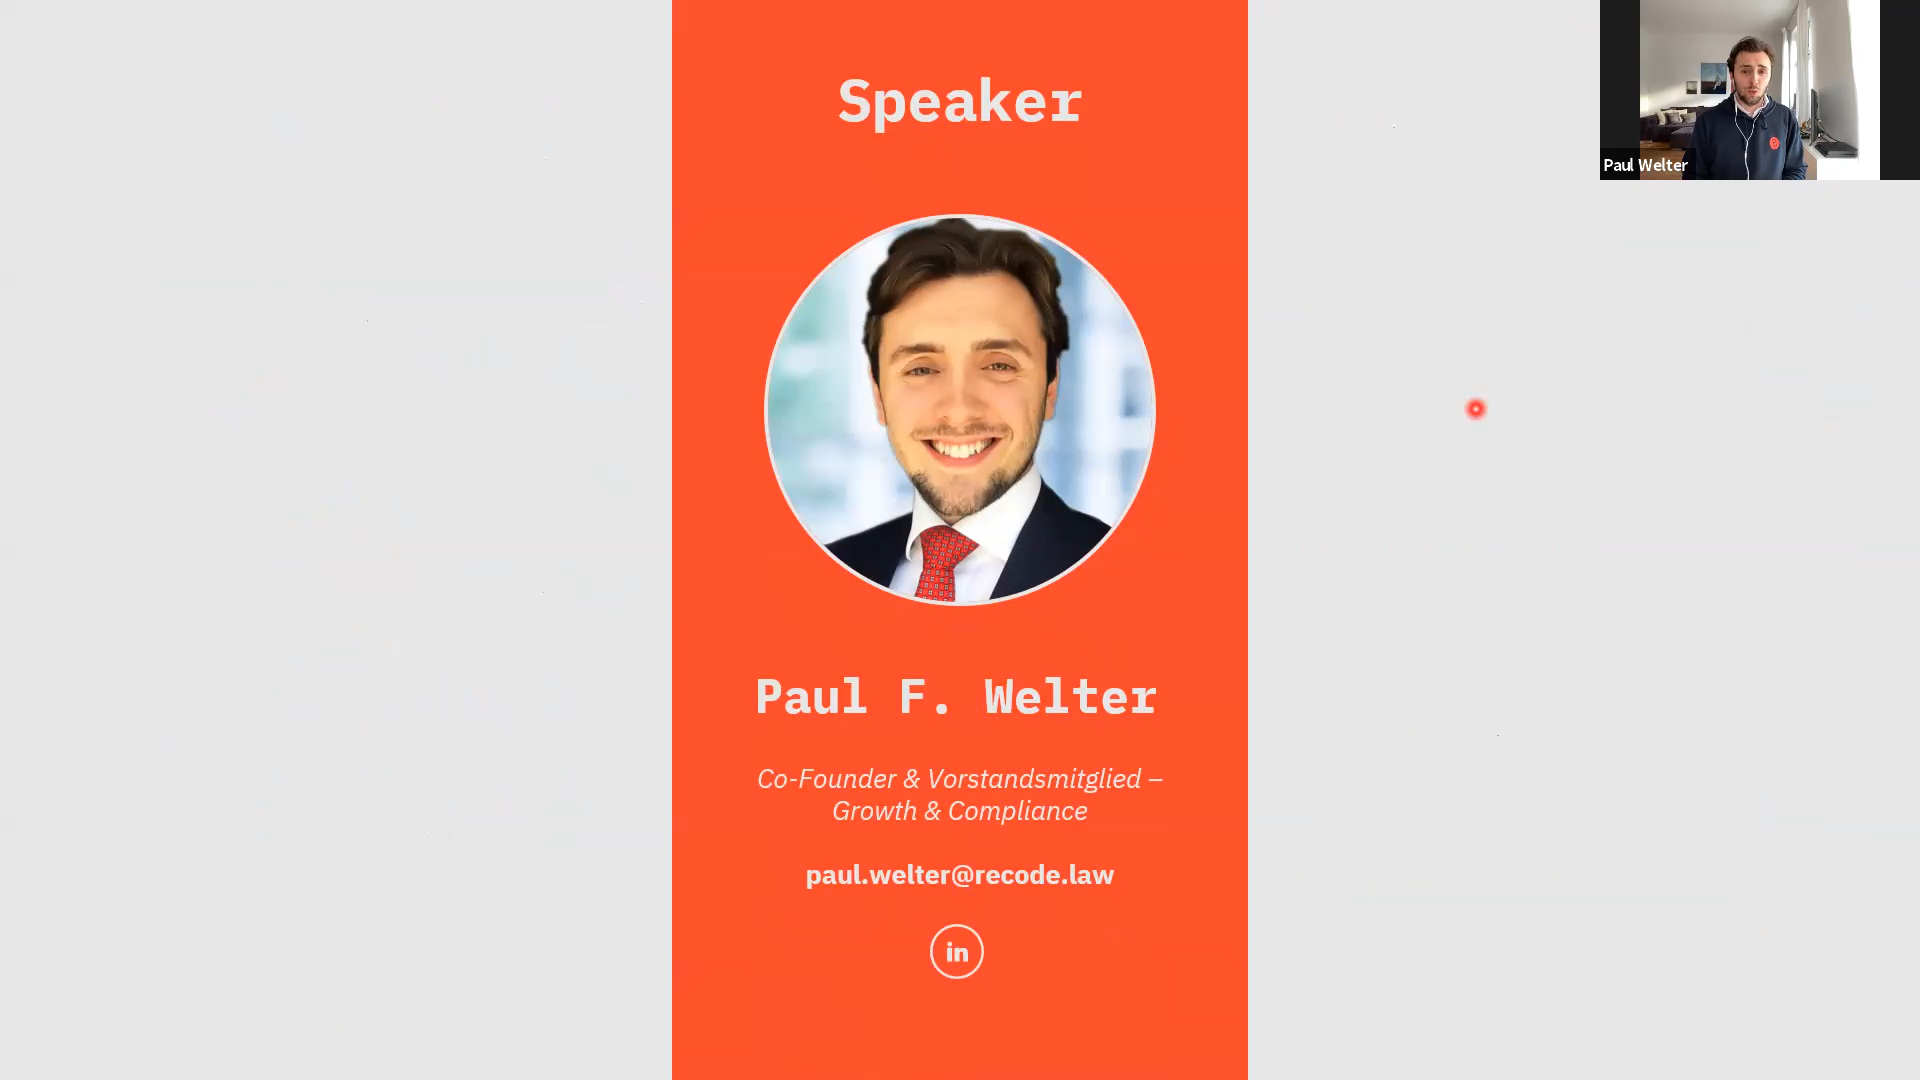 Speaker
Paul Welter
Paul F. Welter
Co-Founder & Vorstandsmitglied –
Growth & Compliance
paul.welter@recode.law
in